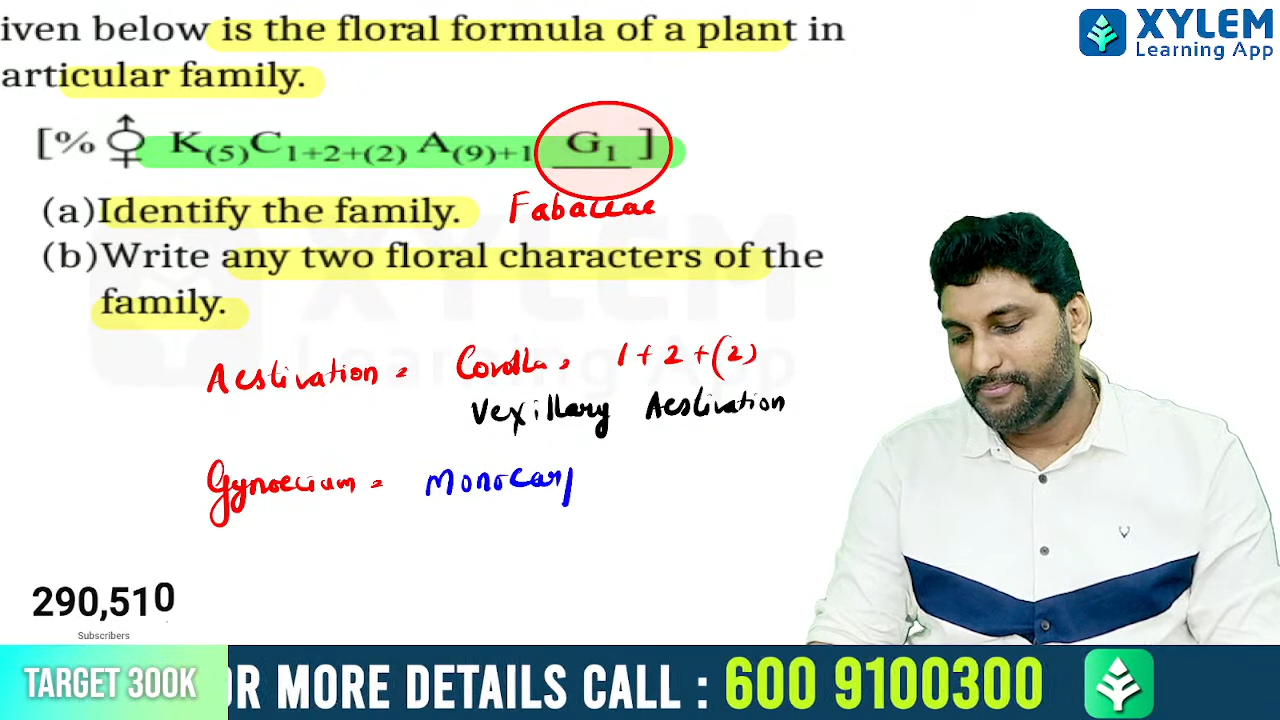 XYLEM
Learning App
iven below is the floral formula of a plant in
articular family.
[% ⚥ K(5)C1+2+(2) A(9)+1 G1]
(a)Identify the family. Fabaceae
(b)Write any two floral characters of the
family.
Aestivation = Corolla = 1+2+(2)
Vexillary Aestivation
Gynoecium = Monocarp
290,510
Subscribers
TARGET 300K
OR MORE DETAILS CALL : 600 9100300